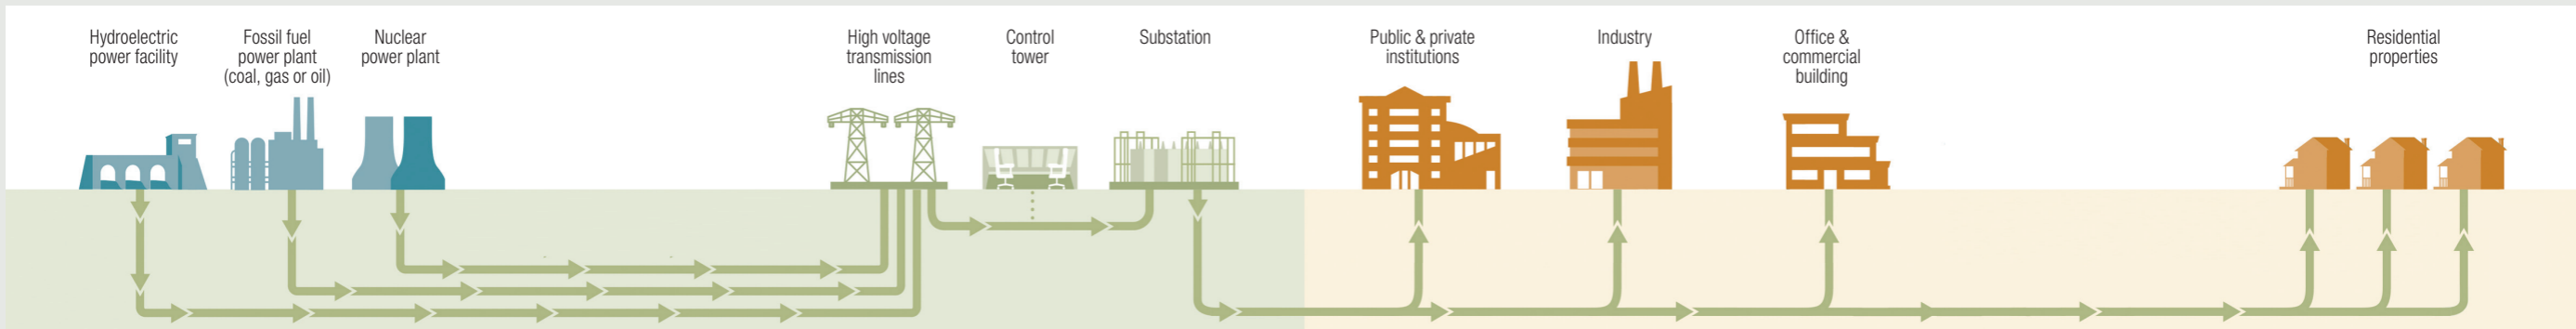 Hydroelectric
power facility
Fossil fuel
power plant
(coal, gas or oil)
Nuclear
power plant
High voltage
transmission
lines
Control
tower
Substation
Public & private
institutions
Industry
Office &
commercial
building
Residential
properties